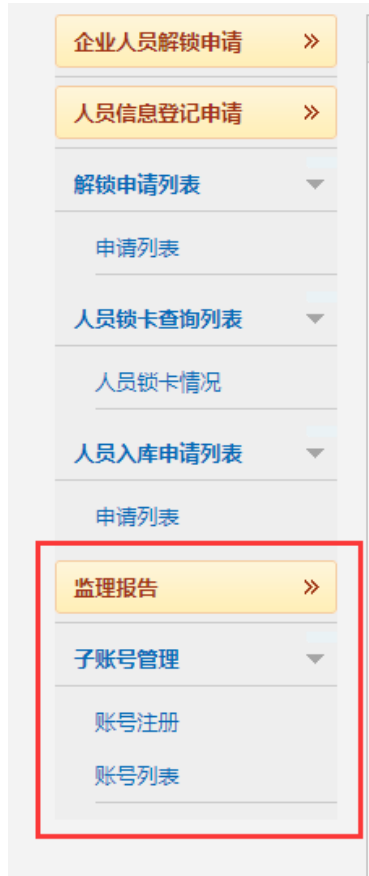 企业人员解锁申请
人员信息登记申请
解锁申请列表
申请列表
人员锁卡查询列表
人员锁卡情况
人员入库申请列表
申请列表
监理报告
子账号管理
账号注册
账号列表